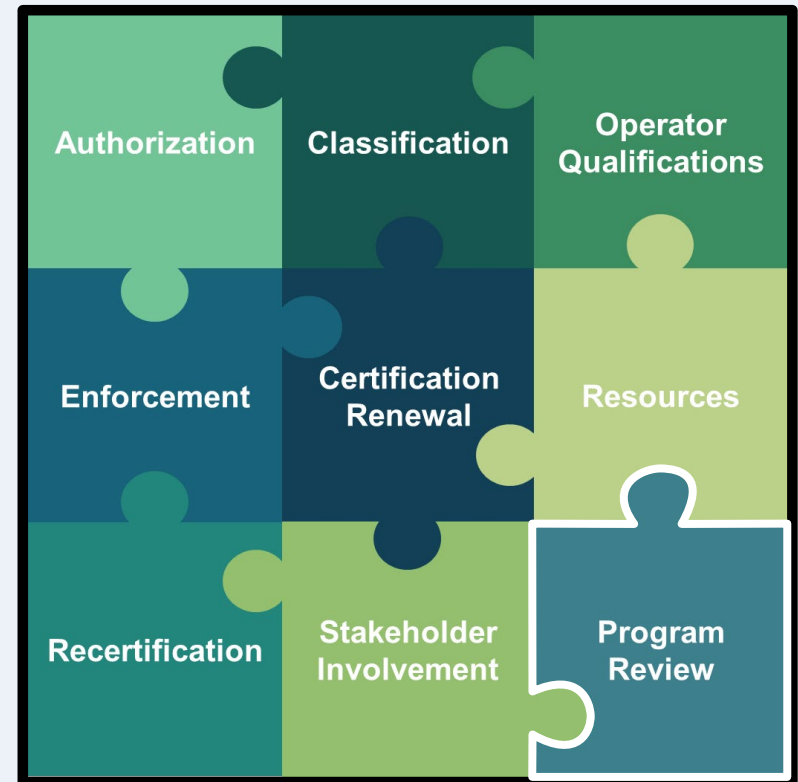 Authorization
Classification
Operator
Qualifications
Enforcement
Certification
Renewal
Resources
Recertification
Stakeholder
Involvement
Program
Review